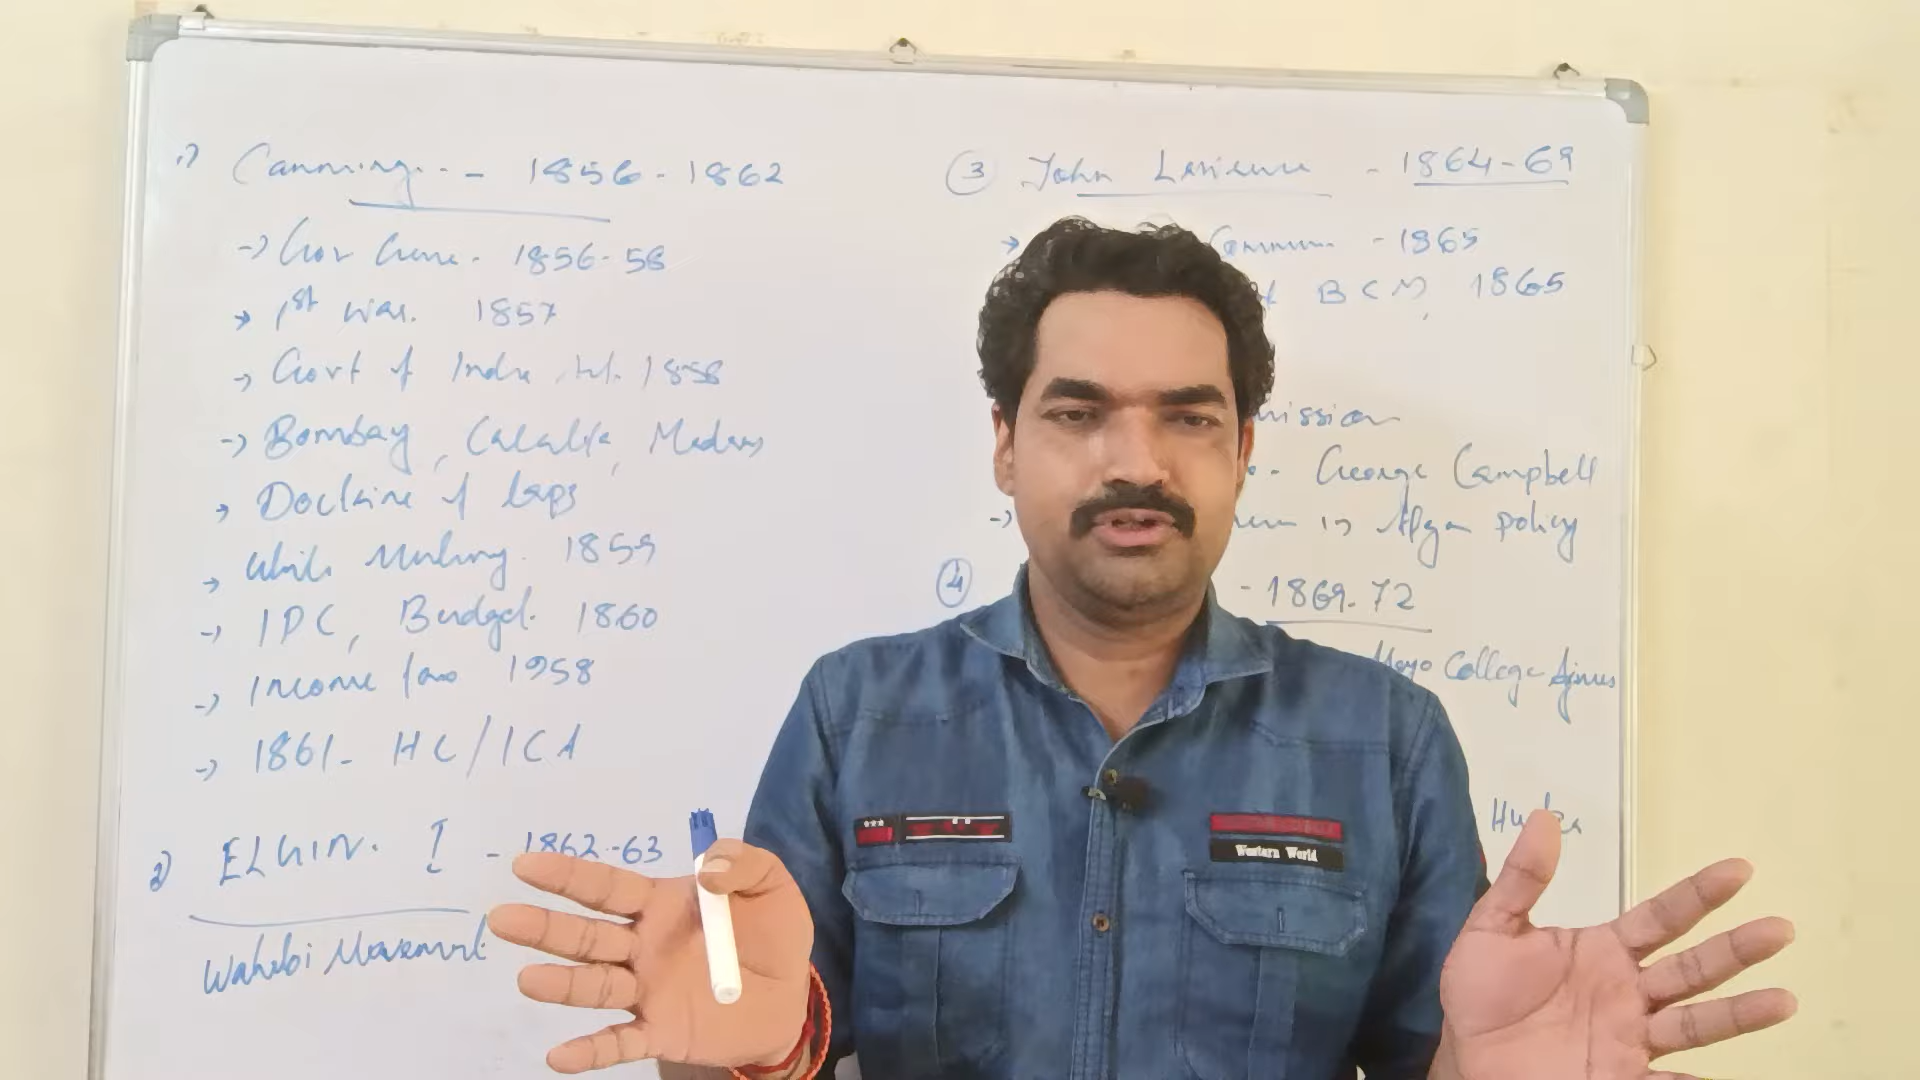 1) Canning - 1856 - 1862
→ Gov Gene. 1856-58
→ 1st War. 1857
→ Govt of India Act. 1858
→ Bombay, Calcutta, Madras
→ Doctrine of laps
→ White Mutiny. 1859
→ IPC, Budget. 1860
→ Income tax 1958
→ 1861- HC/ICA
2) ELGIN. I - 1862-63
Wahabi Movement
③ John Lawrence - 1864-69
→ - 1865
BCM, 1865
mission
- George Campbell
→ in Afgan policy
④ - 1869-72
Mayo College Ajmer
Western World